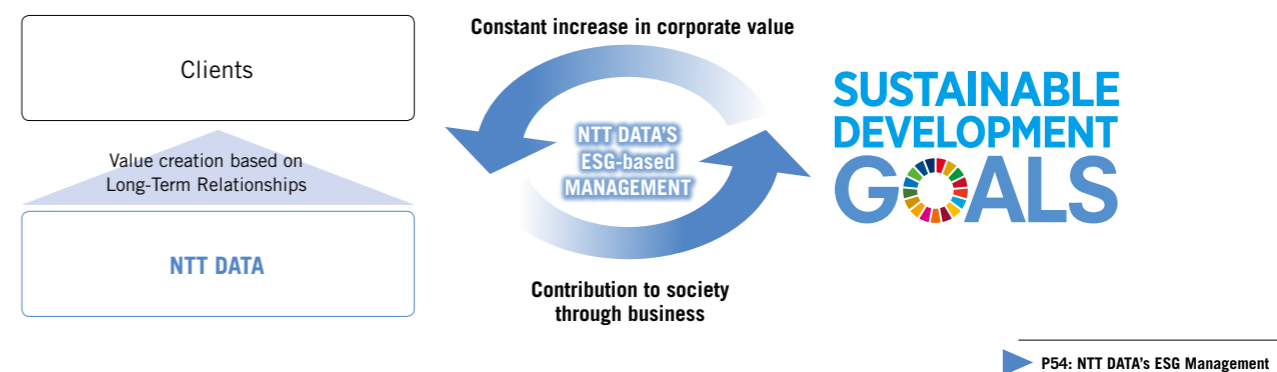 Clients
Value creation based on
Long-Term Relationships
NTT DATA
Constant increase in corporate value
NTT DATA'S
ESG-based
MANAGEMENT
Contribution to society
through business
SUSTAINABLE
DEVELOPMENT
GOALS
P54: NTT DATA's ESG Management